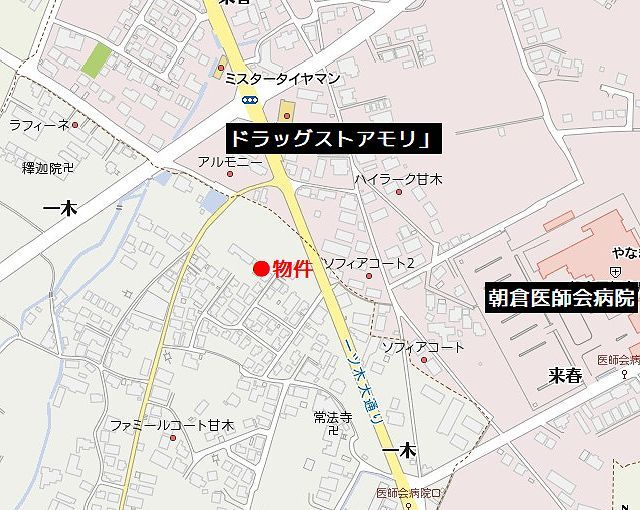 来春
ミスタータイヤマン
ラフィーネ
ドラッグストアモリ」
釋迦院卍
アルモニー
ハイラーク甘木
一木
やなぎ
物件
ソフィアコート2
朝倉医師会病院
ソフィアコート
医師会病
一ツ木大通り
来春
常法寺
卍
ファミールコート甘木
一木
医師会病院口